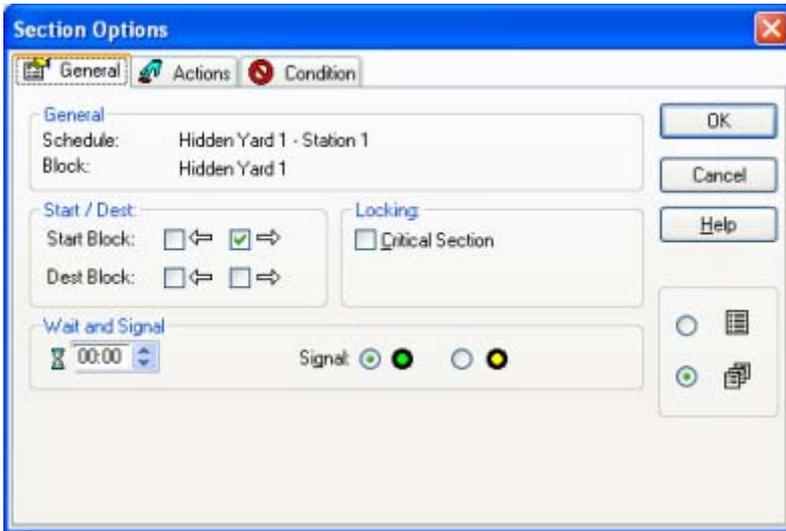 Section Options
General Actions Condition
General
Schedule: Hidden Yard 1 - Station 1
Block: Hidden Yard 1
OK
Cancel
Help
Start / Dest:
Start Block:
Dest Block:
Locking:
Critical Section
Wait and Signal
00:00 Signal: